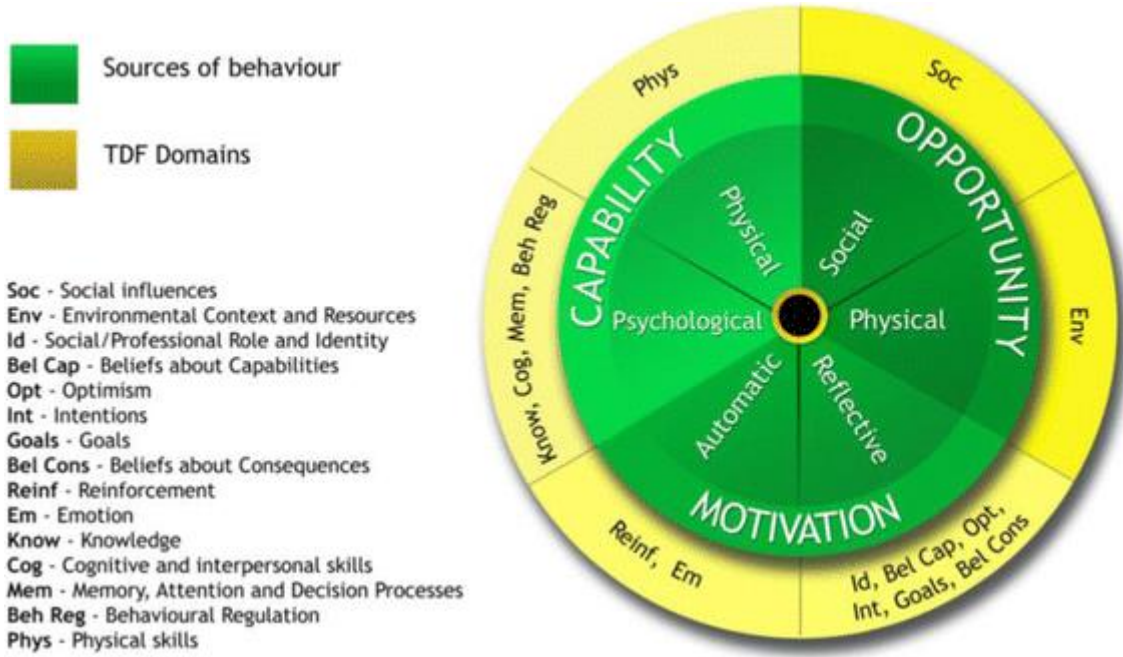 Sources of behaviour
TDF Domains
Soc - Social influences
Env - Environmental Context and Resources
Id - Social/Professional Role and Identity
Bel Cap - Beliefs about Capabilities
Opt - Optimism
Int - Intentions
Goals - Goals
Bel Cons - Beliefs about Consequences
Reinf - Reinforcement
Em - Emotion
Know - Knowledge
Cog - Cognitive and interpersonal skills
Mem - Memory, Attention and Decision Processes
Beh Reg - Behavioural Regulation
Phys - Physical skills
Phys
Soc
Env
Id, Bel Cap, Opt,
Int, Goals, Bel Cons
Reinf, Em
Know, Cog, Mem, Beh Reg
CAPABILITY
OPPORTUNITY
MOTIVATION
Physical
Social
Physical
Reflective
Automatic
Psychological